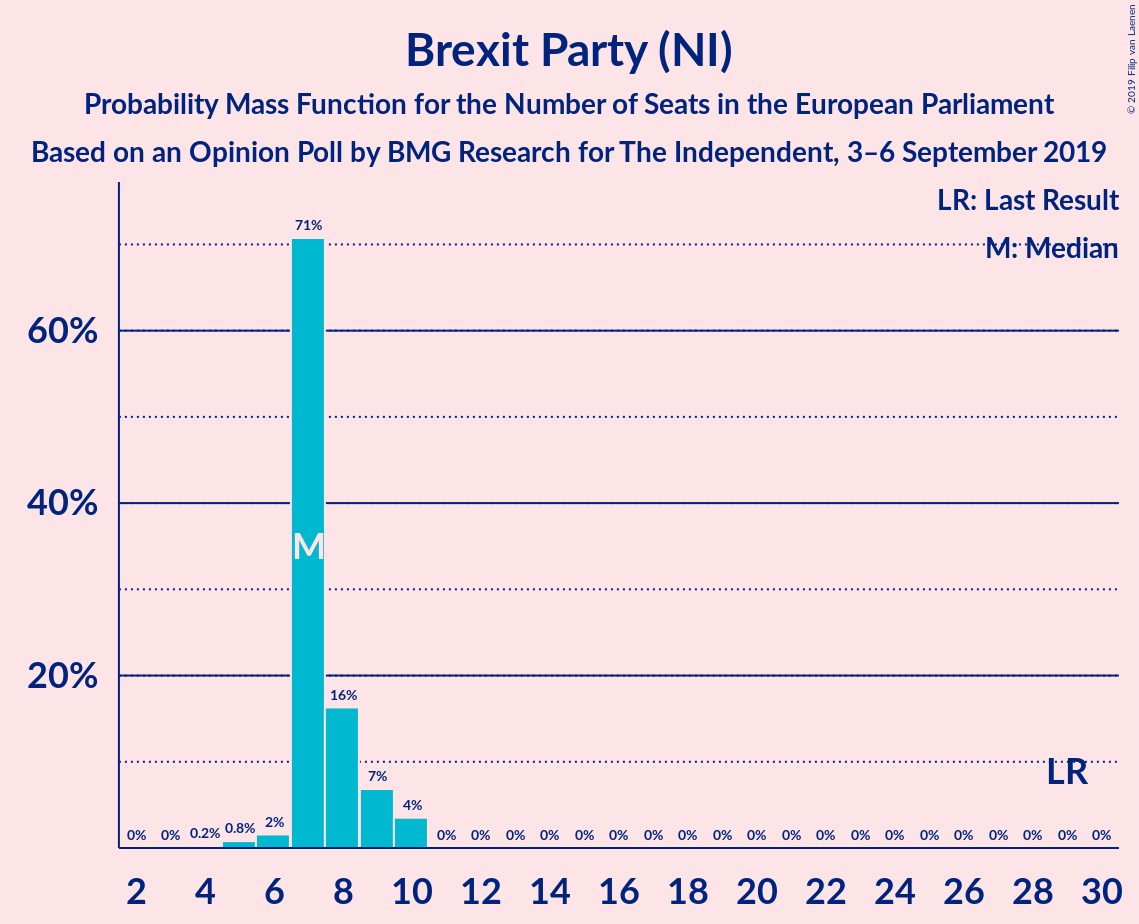 Brexit Party (NI)
Probability Mass Function for the Number of Seats in the European Parliament
Based on an Opinion Poll by BMG Research for The Independent, 3–6 September 2019
© 2019 Filip van Laenen
LR: Last Result
M: Median
71%
60%
40%
M
20%
16%
7%
LR
4%
0% 0% 0.2% 0.8% 2% 0% 0% 0% 0% 0% 0% 0% 0% 0% 0% 0% 0% 0% 0% 0% 0% 0% 0% 0% 0%
2 4 6 8 10 12 14 16 18 20 22 24 26 28 30